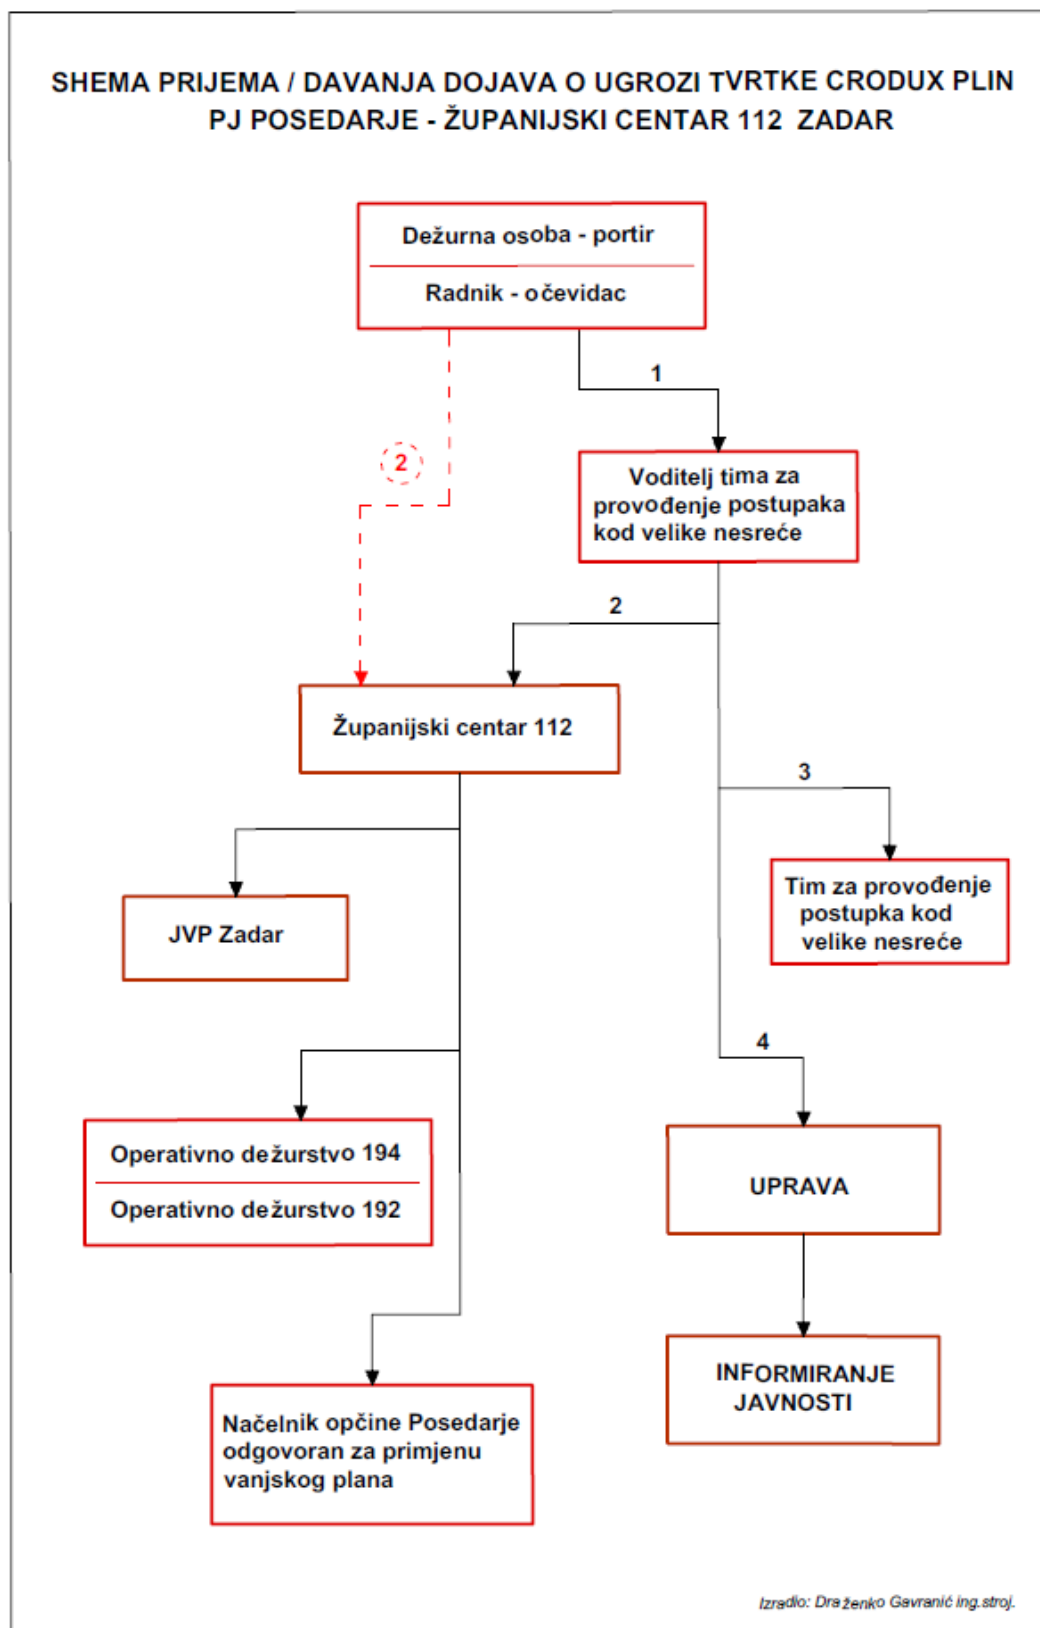 SHEMA PRIJEMA / DAVANJA DOJAVA O UGROZI TVRTKE CRODUX PLIN
PJ POSEDARJE - ŽUPANIJSKI CENTAR 112 ZADAR
Dežurna osoba - portir
Radnik - očevidac
1
2
Voditelj tima za
provođenje postupaka
kod velike nesreće
2
Županijski centar 112
3
JVP Zadar
Tim za provođenje
postupka kod
velike nesreće
4
Operativno dežurstvo 194
Operativno dežurstvo 192
UPRAVA
INFORMIRANJE
JAVNOSTI
Načelnik opčine Posedarje
odgovoran za primjenu
vanjskog plana
Izradio: Draženko Gavranić ing.stroj.